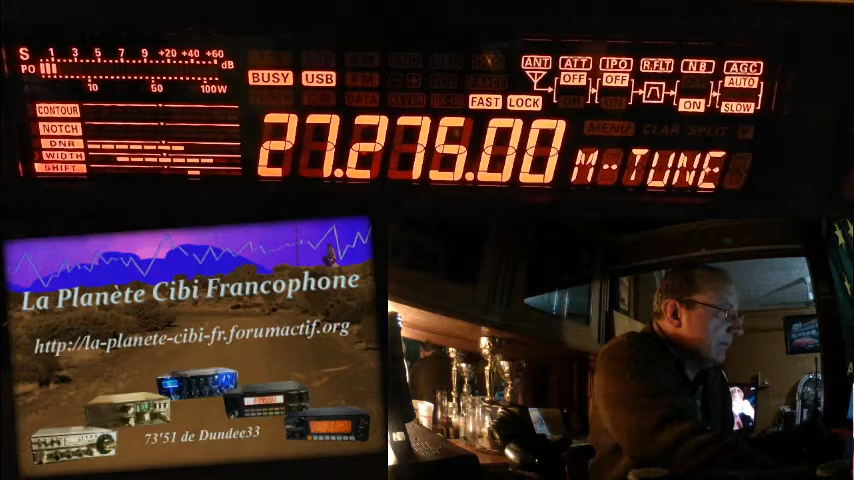 S 1 3 5 7 9 +20 +40 +60 dB
PO
10 50 100W
BUSY USB
FAST LOCK
ANT ATT IPO R.FLT NB AGC
OFF OFF AUTO
ON SLOW
CONTOUR
NOTCH
DNR
WIDTH
SHIFT
MENU CLAR SPLIT
27.275.00 M-TUNE
La Planète Cibi Francophone
http://la-planete-cibi-fr.forumactif.org
73'51 de Dundee33